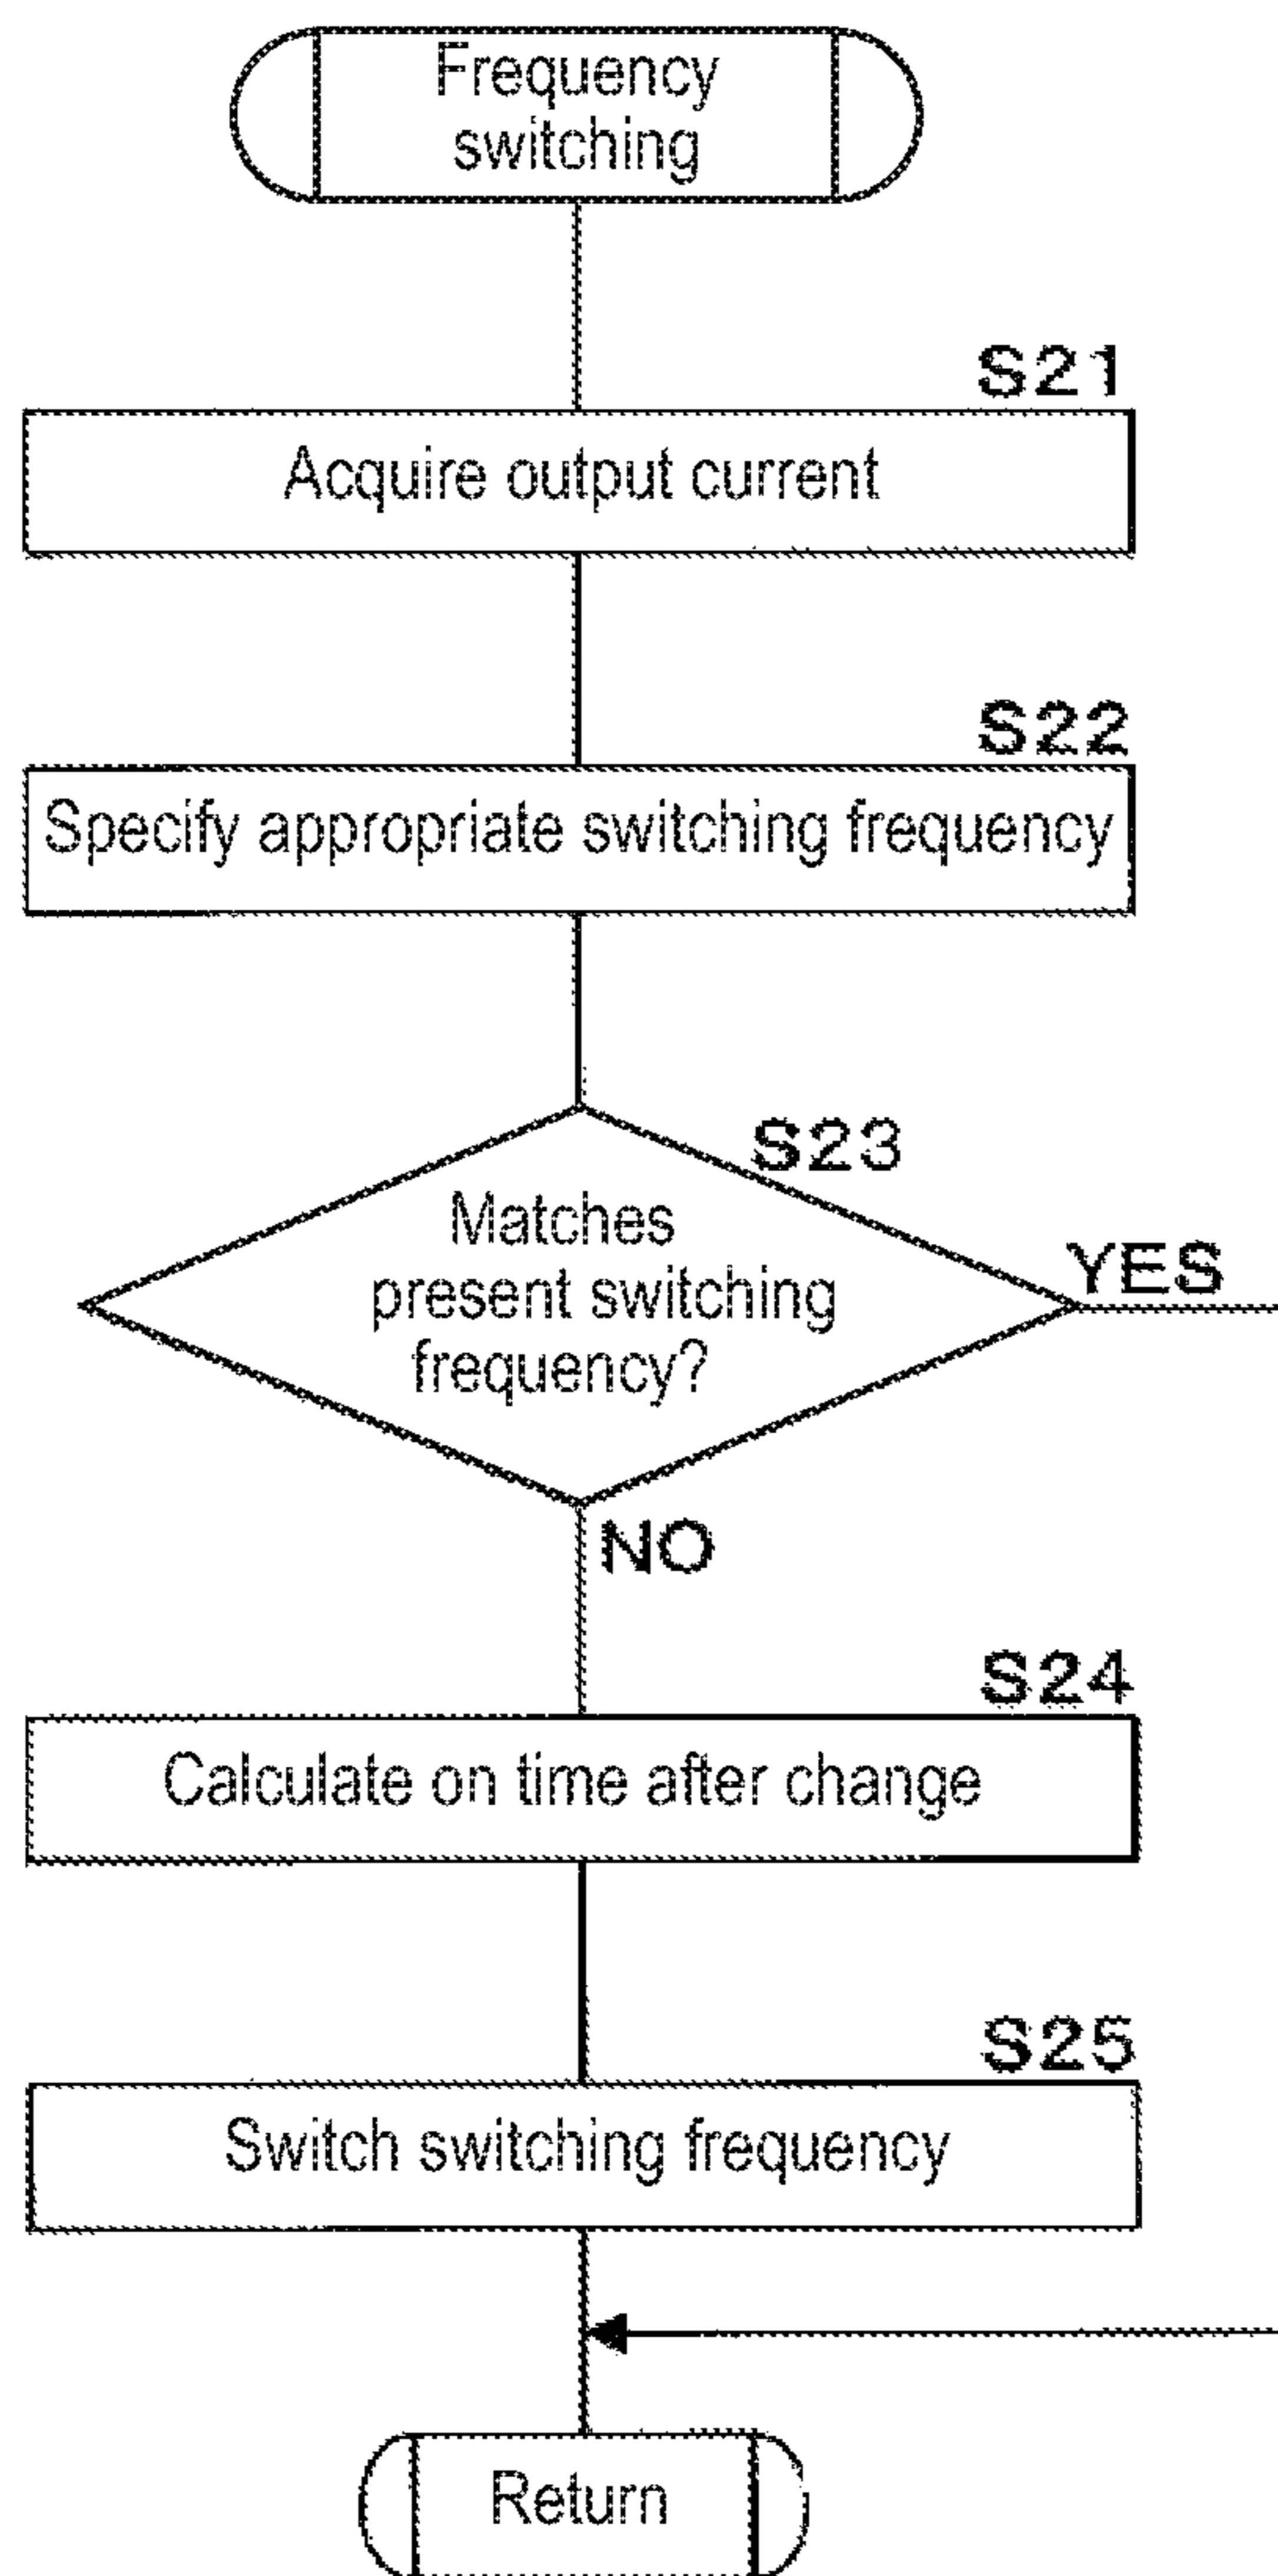 Frequency
switching
S21
Acquire output current
S22
Specify appropriate switching frequency
S23
Matches
present switching
frequency?
YES
NO
S24
Calculate on time after change
S25
Switch switching frequency
Return